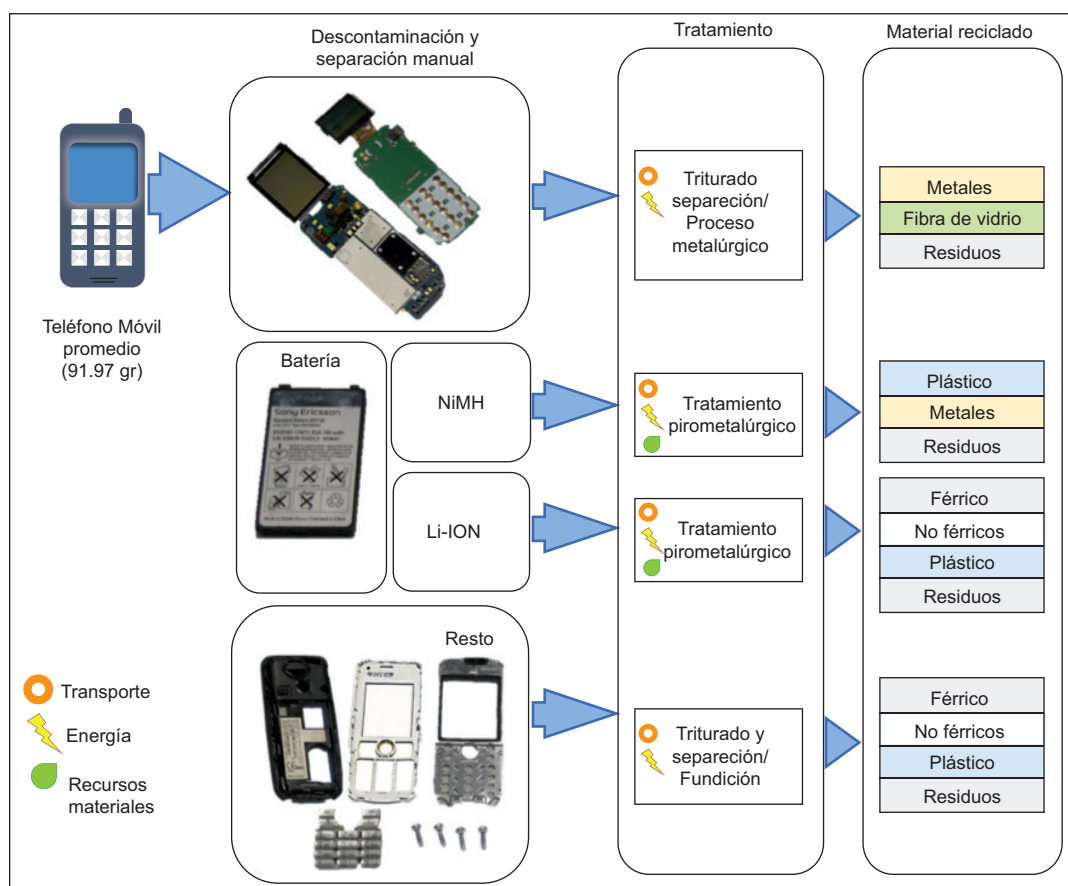 Descontaminación y
separación manual
Tratamiento
Material reciclado
Teléfono Móvil
promedio
(91.97 gr)
Triturado
separeción/
Proceso
metalúrgico
Metales
Fibra de vidrio
Residuos
Batería
Sony Ericsson
NiMH
Tratamiento
pirometalúrgico
Plástico
Metales
Residuos
Li-ION
Tratamiento
pirometalúrgico
Férrico
No férricos
Plástico
Residuos
Resto
Triturado y
separeción/
Fundición
Férrico
No férricos
Plástico
Residuos
Transporte
Energía
Recursos
materiales